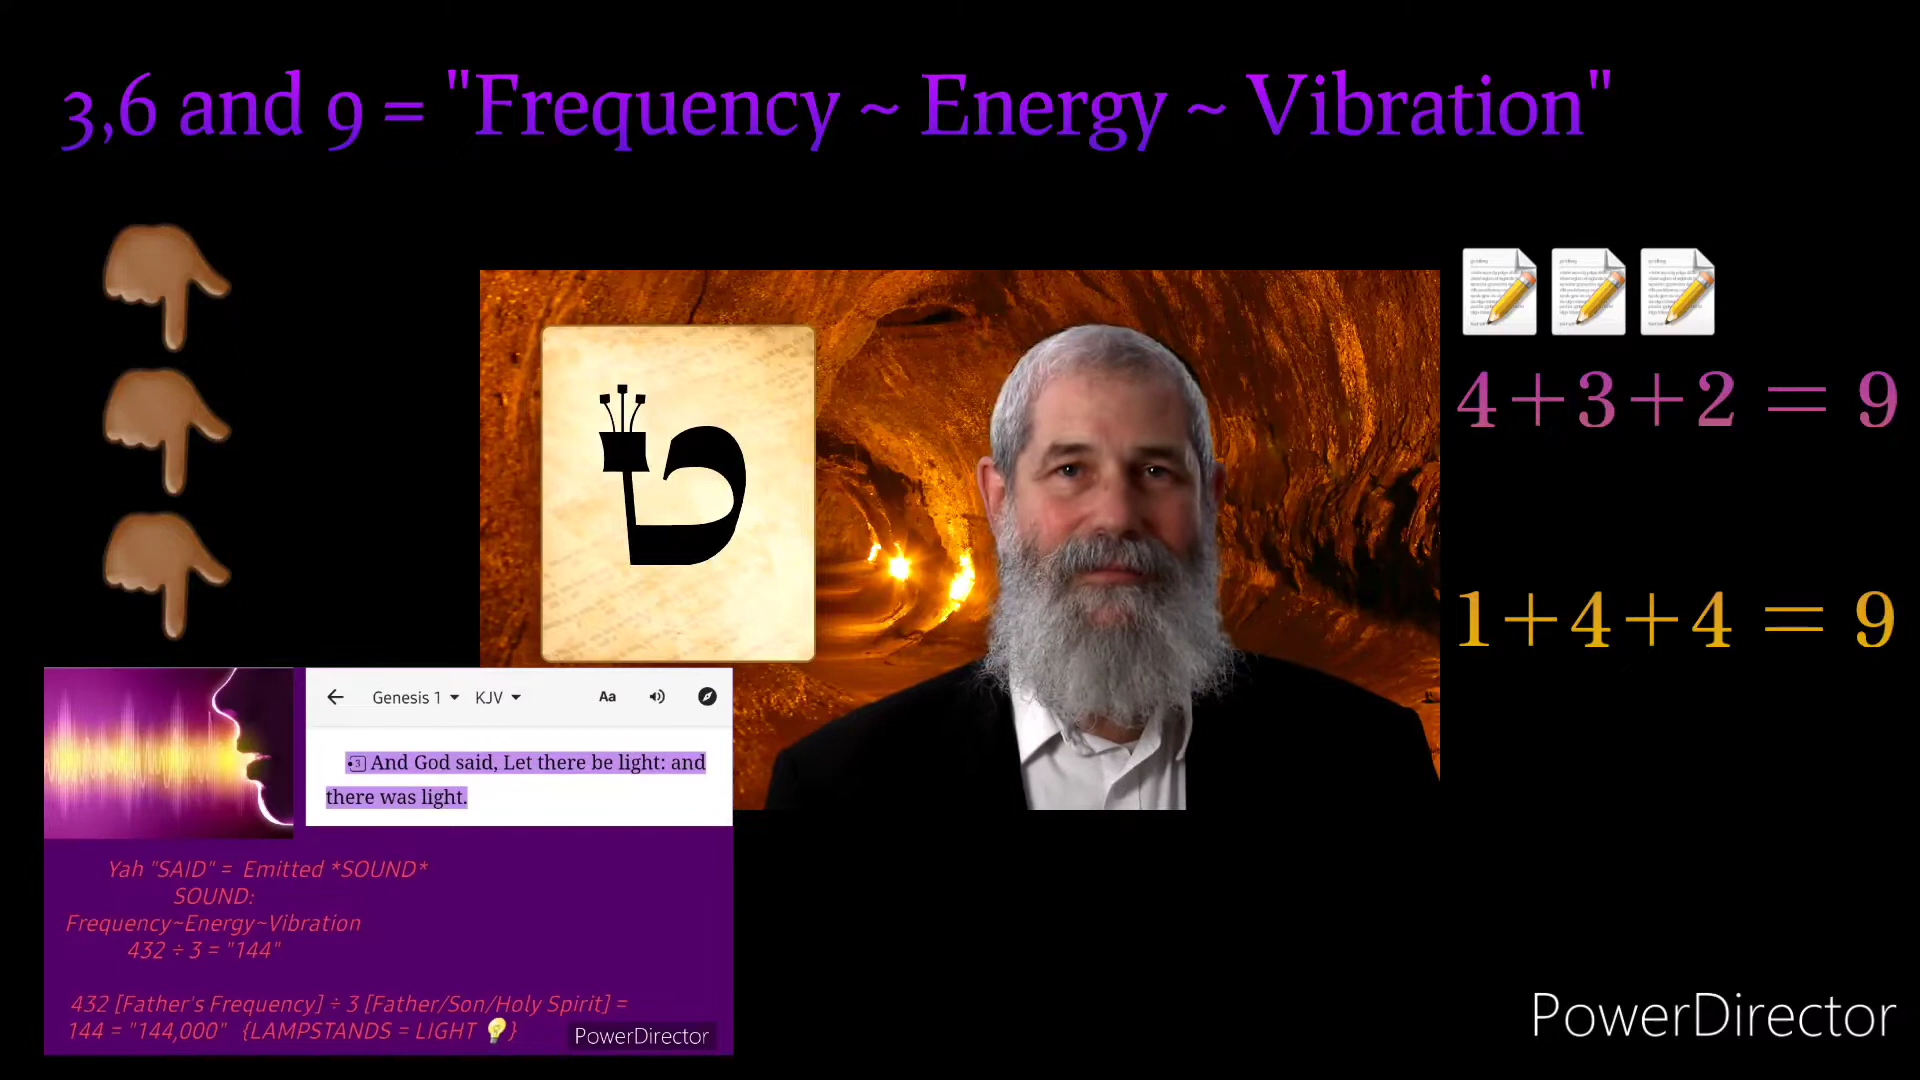 3,6 and 9 = "Frequency ~ Energy ~ Vibration"
4+3+2 = 9
1+4+4 = 9
ט
Genesis 1 KJV Aa
3 And God said, Let there be light: and
there was light.
Yah "SAID" = Emitted *SOUND*
SOUND:
Frequency~Energy~Vibration
432 ÷ 3 = "144"
432 [Father's Frequency] ÷ 3 [Father/Son/Holy Spirit] =
144 = "144,000" {LAMPSTANDS = LIGHT 💡}
PowerDirector
PowerDirector